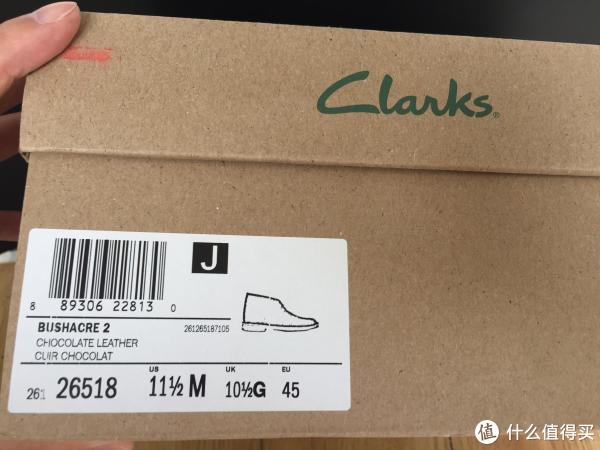 Clarks®
J
8 89306 22813 0
BUSHACRE 2 261265187105
CHOCOLATE LEATHER
CUIR CHOCOLAT
US UK EU
261 26518 11½ M 10½G 45
值 什么值得买